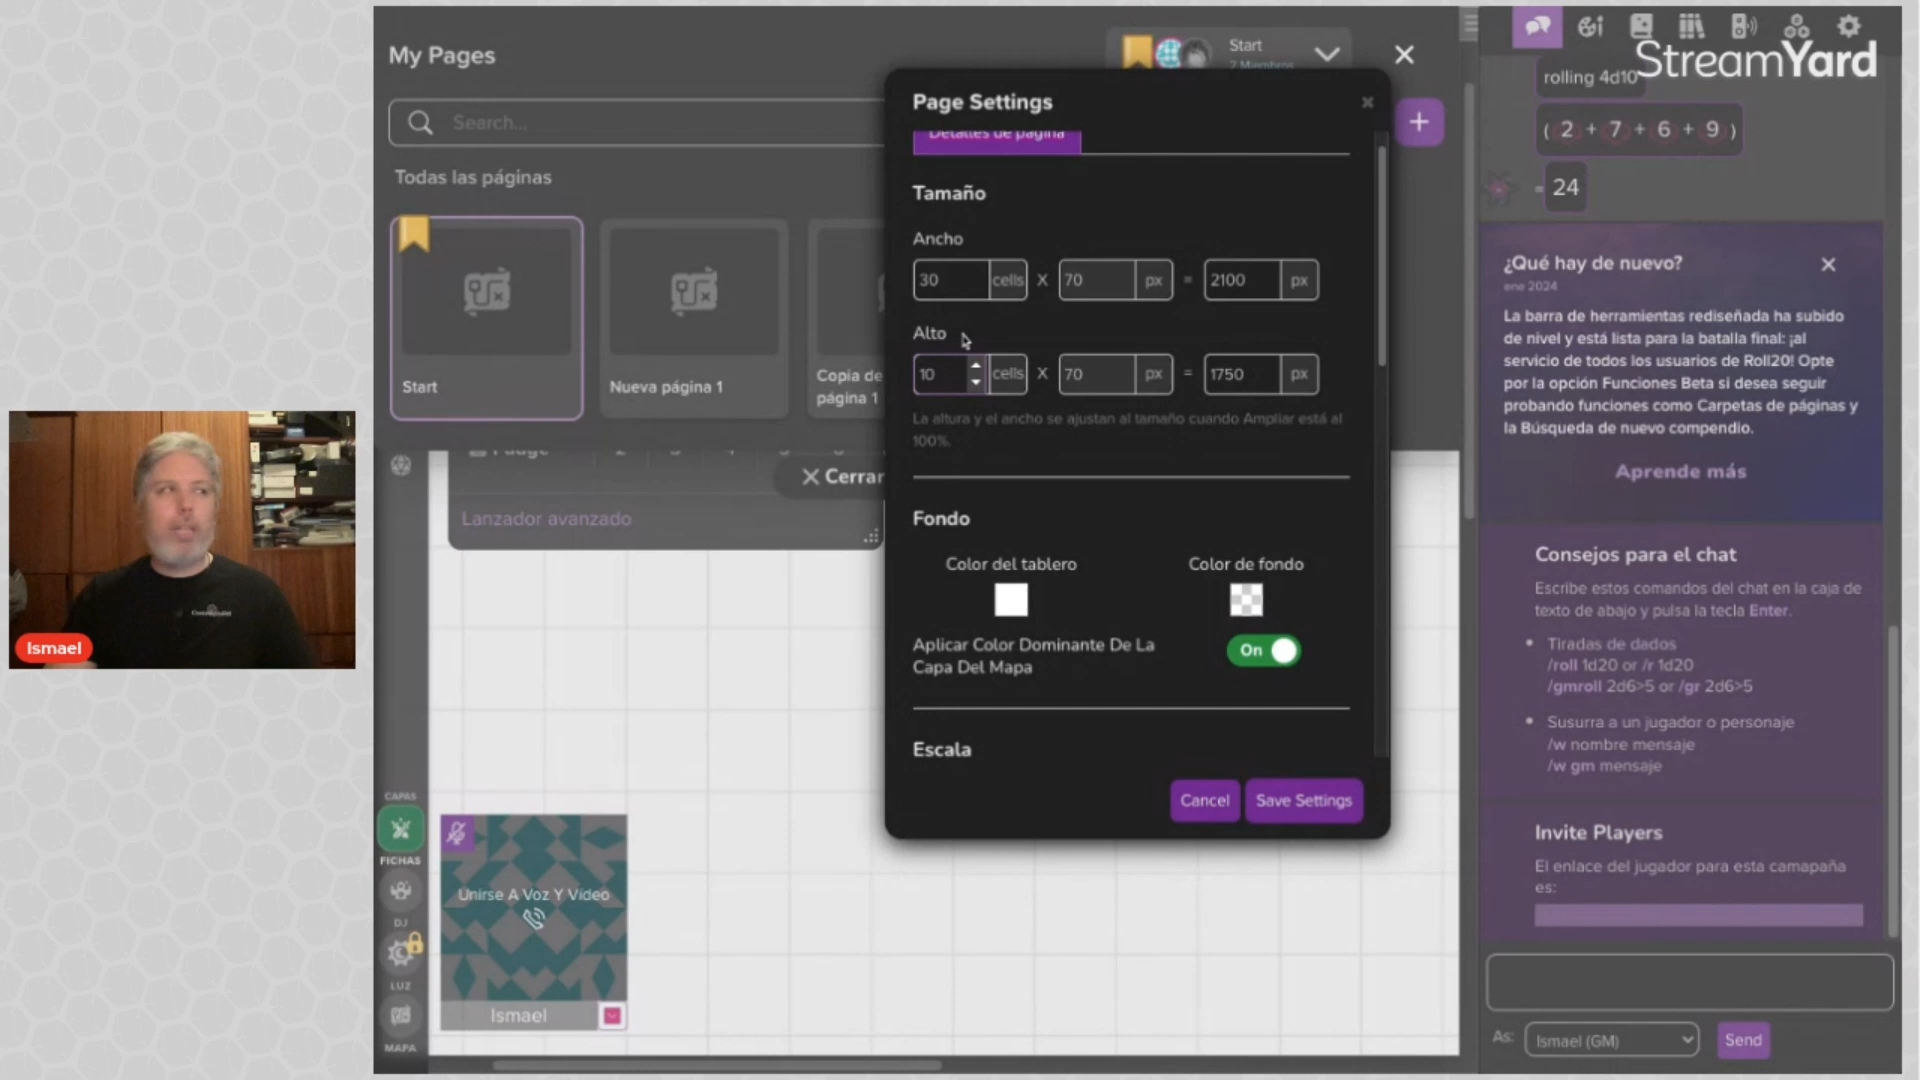 My Pages
Start
2 Miembros
Search...
Todas las páginas
Start
Nueva página 1
Copia de
página 1
Cerrar
Lanzador avanzado
Page Settings
Detalles de página
Tamaño
Ancho
30 cells X 70 px = 2100 px
Alto
10 cells X 70 px = 1750 px
La altura y el ancho se ajustan al tamaño cuando Ampliar está al
100%.
Fondo
Color del tablero
Color de fondo
Aplicar Color Dominante De La
Capa Del Mapa
On
Escala
Cancel
Save Settings
StreamYard
rolling 4d10
( 2 + 7 + 6 + 9 )
= 24
¿Qué hay de nuevo?
ene 2024
La barra de herramientas rediseñada ha subido
de nivel y está lista para la batalla final: ¡al
servicio de todos los usuarios de Roll20! Opte
por la opción Funciones Beta si desea seguir
probando funciones como Carpetas de páginas y
la Búsqueda de nuevo compendio.
Aprende más
Consejos para el chat
Escribe estos comandos del chat en la caja de
texto de abajo y pulsa la tecla Enter.
• Tiradas de dados
/roll 1d20 or /r 1d20
/gmroll 2d6>5 or /gr 2d6>5
• Susurra a un jugador o personaje
/w nombre mensaje
/w gm mensaje
Invite Players
El enlace del jugador para esta camapaña
es:
As: Ismael (GM)
Send
CAPAS
FICHAS
DJ
LUZ
MAPA
Unirse A Voz Y Vídeo
Ismael
Ismael